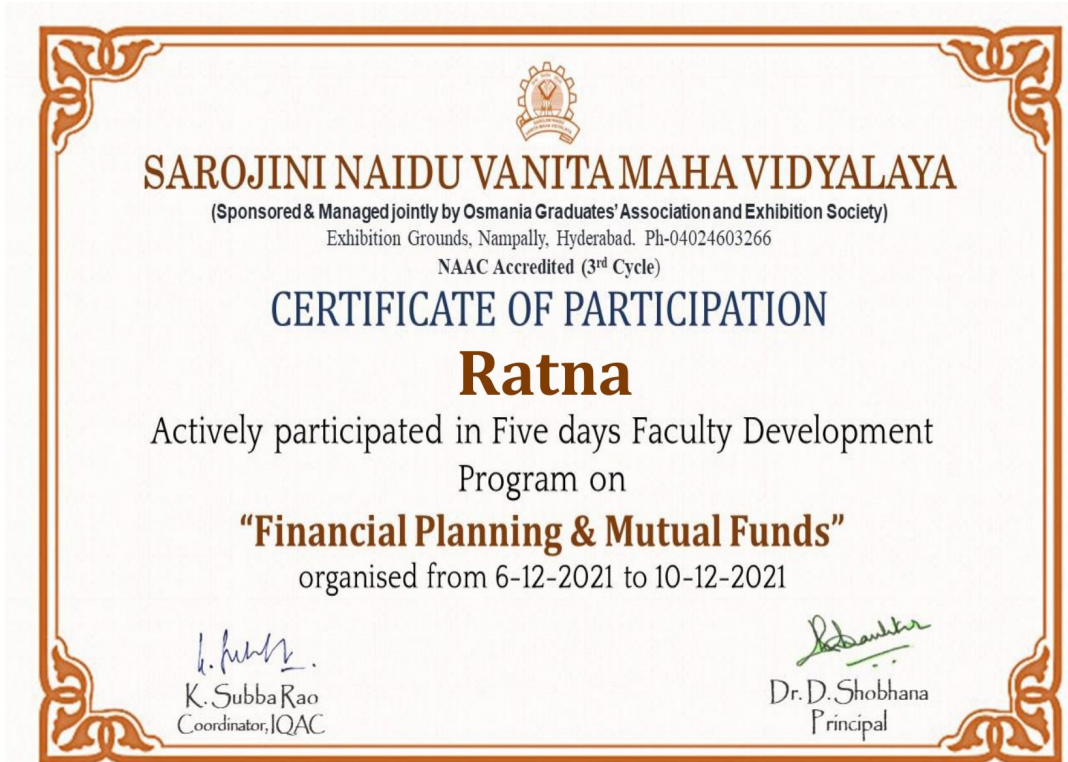 SAROJINI NAIDU VANITA MAHA VIDYALAYA
(Sponsored & Managed jointly by Osmania Graduates' Association and Exhibition Society)
Exhibition Grounds, Nampally, Hyderabad. Ph-04024603266
NAAC Accredited (3rd Cycle)
CERTIFICATE OF PARTICIPATION
Ratna
Actively participated in Five days Faculty Development
Program on
“Financial Planning & Mutual Funds”
organised from 6-12-2021 to 10-12-2021
K. Subba Rao
Coordinator, IQAC
Dr. D. Shobhana
Principal